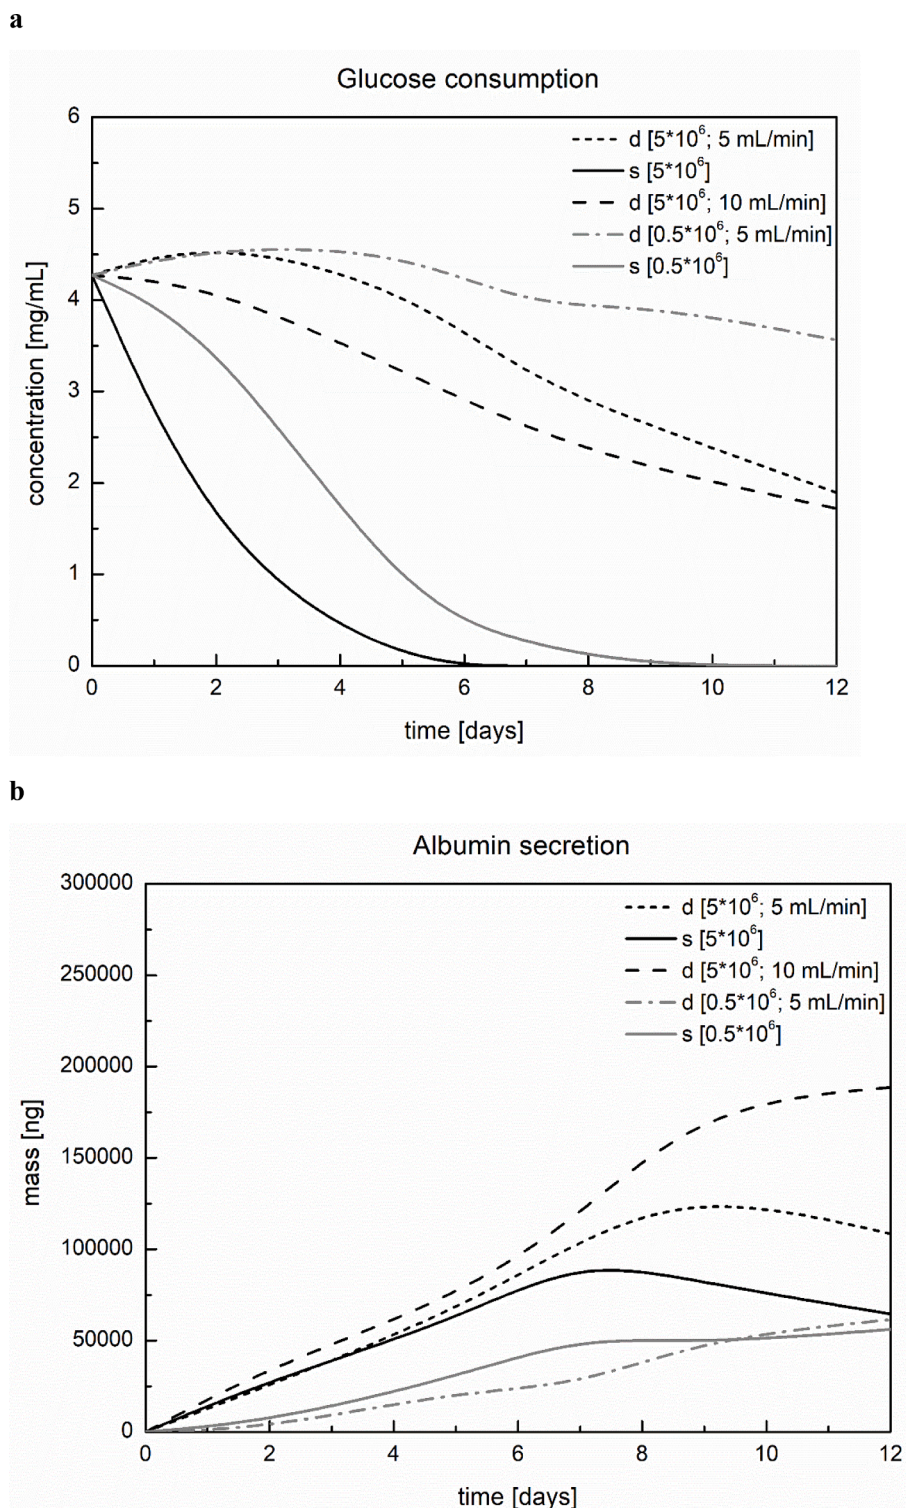 a
Glucose consumption
6
5
4
3
2
1
0
concentration [mg/mL]
d [5*10⁶; 5 mL/min]
s [5*10⁶]
d [5*10⁶; 10 mL/min]
d [0.5*10⁶; 5 mL/min]
s [0.5*10⁶]
0 2 4 6 8 10 12
time [days]
b
Albumin secretion
300000
250000
200000
150000
100000
50000
0
mass [ng]
d [5*10⁶; 5 mL/min]
s [5*10⁶]
d [5*10⁶; 10 mL/min]
d [0.5*10⁶; 5 mL/min]
s [0.5*10⁶]
0 2 4 6 8 10 12
time [days]